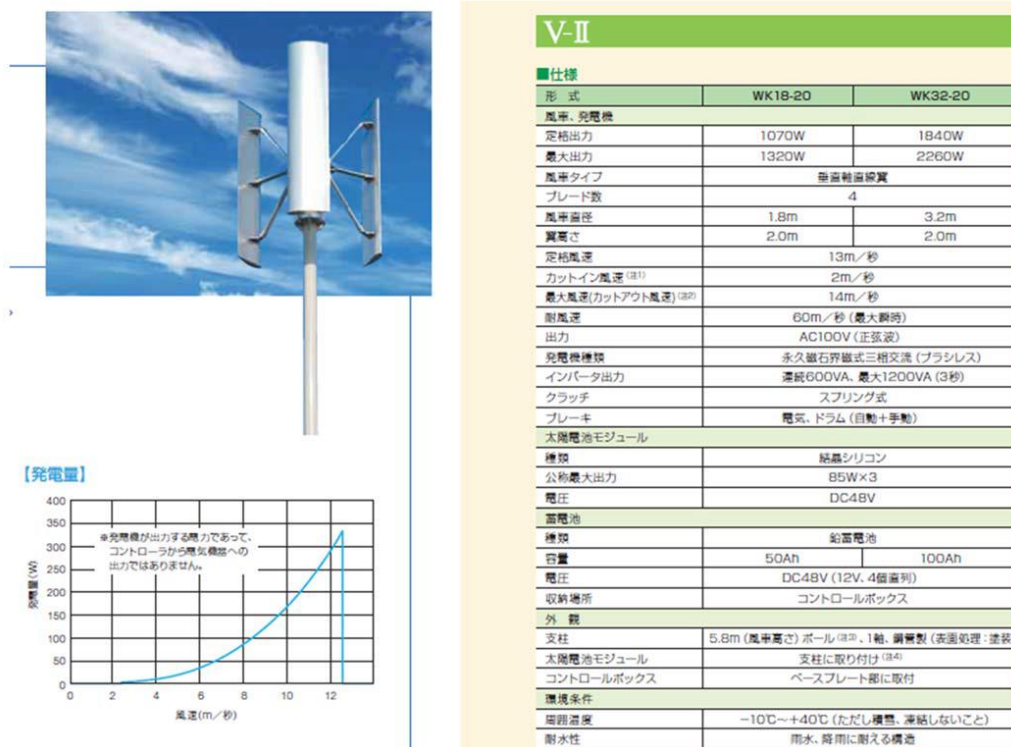 【発電量】
400
350
300
250
200
150
100
50
0
発電量(W)
※発電機が出力する電力であって、
コントローラから電気機器への
出力ではありません。
0 2 4 6 8 10 12
風速(m/秒)
V-Ⅱ
■仕様
形 式 WK18-20 WK32-20
風車、発電機
定格出力 1070W 1840W
最大出力 1320W 2260W
風車タイプ 垂直軸直線翼
ブレード数 4
風車直径 1.8m 3.2m
翼高さ 2.0m 2.0m
定格風速 13m/秒
カットイン風速(注1) 2m/秒
最大風速(カットアウト風速)(注2) 14m/秒
耐風速 60m/秒(最大瞬時)
出力 AC100V(正弦波)
発電機種類 永久磁石界磁式三相交流(ブラシレス)
インバータ出力 連続600VA、最大1200VA(3秒)
クラッチ スプリング式
ブレーキ 電気、ドラム(自動+手動)
太陽電池モジュール
種類 結晶シリコン
公称最大出力 85W×3
電圧 DC48V
蓄電池
種類 鉛蓄電池
容量 50Ah 100Ah
電圧 DC48V(12V、4個直列)
収納場所 コントロールボックス
外 観
支柱 5.8m(風車高さ)ポール(注3)、1軸、鋼管製(表面処理:塗装
太陽電池モジュール 支柱に取り付け(注4)
コントロールボックス ベースプレート部に取付
環境条件
周囲温度 -10℃~+40℃(ただし積雪、凍結しないこと)
耐水性 雨水、降雨に耐える構造